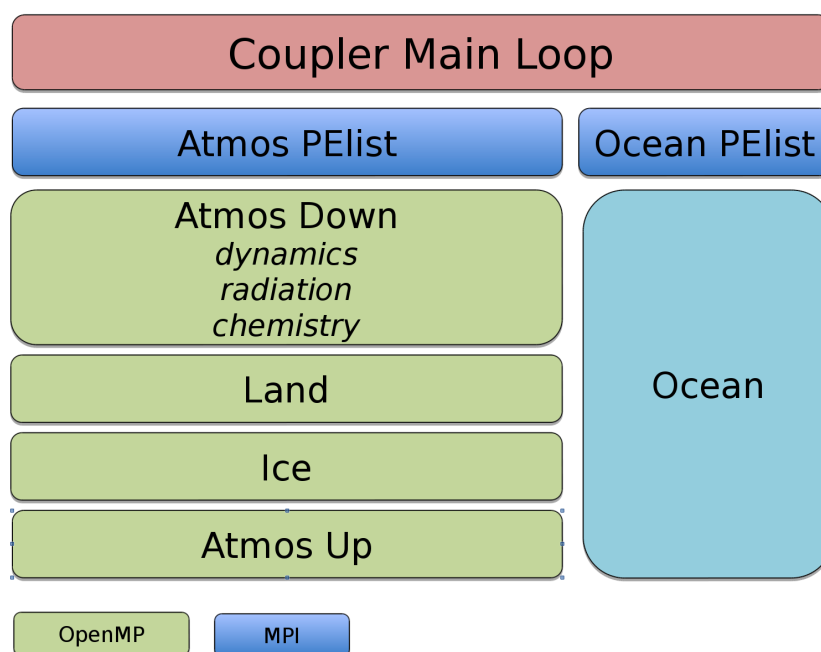 Coupler Main Loop
Atmos PElist
Ocean PElist
Atmos Down
dynamics
radiation
chemistry
Land
Ice
Atmos Up
Ocean
OpenMP
MPI